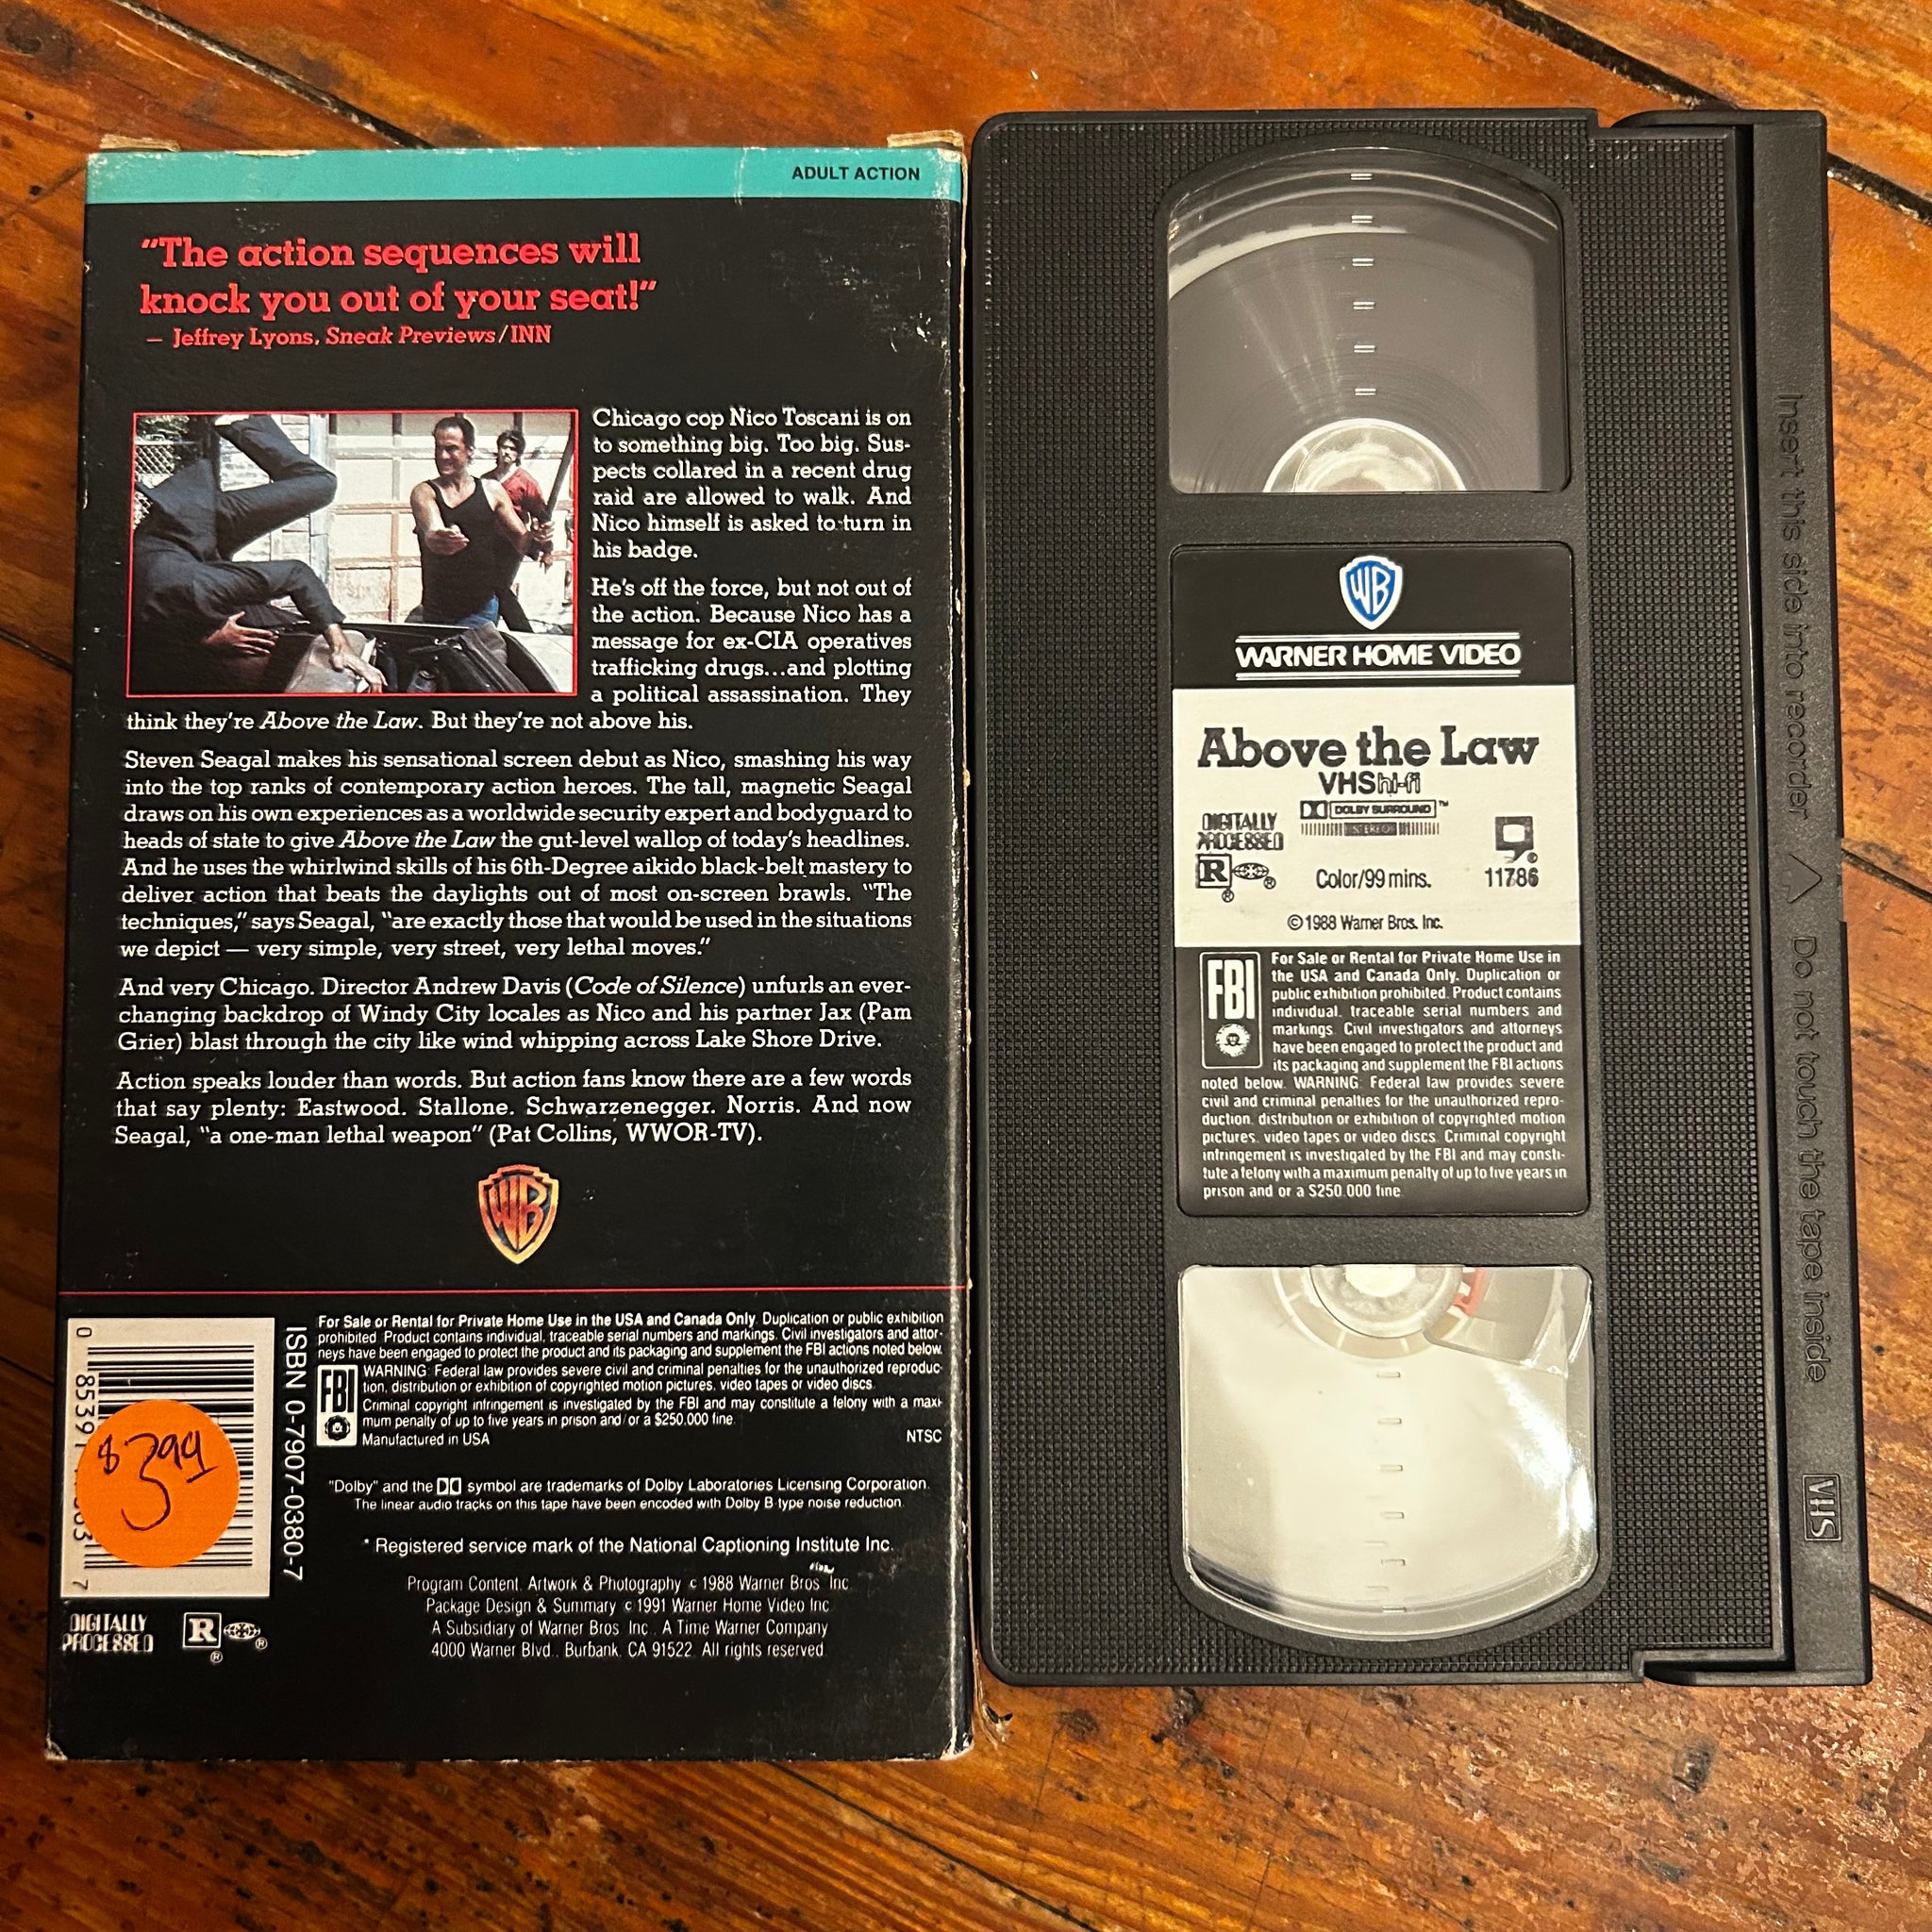 ADULT ACTION
“The action sequences will
knock you out of your seat!”
— Jeffrey Lyons, Sneak Previews/INN
Chicago cop Nico Toscani is on
to something big. Too big. Sus-
pects collared in a recent drug
raid are allowed to walk. And
Nico himself is asked to turn in
his badge.
He's off the force, but not out of
the action. Because Nico has a
message for ex-CIA operatives
trafficking drugs...and plotting
a political assassination. They
think they're Above the Law. But they're not above his.
Steven Seagal makes his sensational screen debut as Nico, smashing his way
into the top ranks of contemporary action heroes. The tall, magnetic Seagal
draws on his own experiences as a worldwide security expert and bodyguard to
heads of state to give Above the Law the gut-level wallop of today's headlines.
And he uses the whirlwind skills of his 6th-Degree aikido black-belt mastery to
deliver action that beats the daylights out of most on-screen brawls. “The
techniques,” says Seagal, “are exactly those that would be used in the situations
we depict — very simple, very street, very lethal moves.”
And very Chicago. Director Andrew Davis (Code of Silence) unfurls an ever-
changing backdrop of Windy City locales as Nico and his partner Jax (Pam
Grier) blast through the city like wind whipping across Lake Shore Drive.
Action speaks louder than words. But action fans know there are a few words
that say plenty: Eastwood. Stallone. Schwarzenegger. Norris. And now
Seagal, “a one-man lethal weapon” (Pat Collins, WWOR-TV).
WB
0 85391 7
$3.99
ISBN 0-7907-0380-7
For Sale or Rental for Private Home Use in the USA and Canada Only. Duplication or public exhibition
prohibited. Product contains individual, traceable serial numbers and markings. Civil investigators and attor-
neys have been engaged to protect the product and its packaging and supplement the FBI actions noted below.
FBI
WARNING: Federal law provides severe civil and criminal penalties for the unauthorized reproduc-
tion, distribution or exhibition of copyrighted motion pictures, video tapes or video discs.
Criminal copyright infringement is investigated by the FBI and may constitute a felony with a maxi-
mum penalty of up to five years in prison and/or a $250,000 fine.
Manufactured in USA NTSC
"Dolby" and the symbol are trademarks of Dolby Laboratories Licensing Corporation.
The linear audio tracks on this tape have been encoded with Dolby B-type noise reduction.
* Registered service mark of the National Captioning Institute Inc.
Program Content, Artwork & Photography © 1988 Warner Bros. Inc.
Package Design & Summary © 1991 Warner Home Video Inc.
A Subsidiary of Warner Bros. Inc., A Time Warner Company
4000 Warner Blvd., Burbank, CA 91522. All rights reserved.
DIGITALLY
PROCESSED
R ® ®
WB
WARNER HOME VIDEO
Above the Law
VHS hi-fi
DOLBY SURROUND™
STEREO
DIGITALLY
PROCESSED
R ® ®
Color/99 mins.
11786
© 1988 Warner Bros. Inc.
FBI
For Sale or Rental for Private Home Use in
the USA and Canada Only. Duplication or
public exhibition prohibited. Product contains
individual, traceable serial numbers and
markings. Civil investigators and attorneys
have been engaged to protect the product and
its packaging and supplement the FBI actions
noted below. WARNING: Federal law provides severe
civil and criminal penalties for the unauthorized repro-
duction, distribution or exhibition of copyrighted motion
pictures, video tapes or video discs. Criminal copyright
infringement is investigated by the FBI and may consti-
tute a felony with a maximum penalty of up to five years in
prison and or a $250,000 fine.
Insert this side into recorder
Do not touch the tape inside
VHS